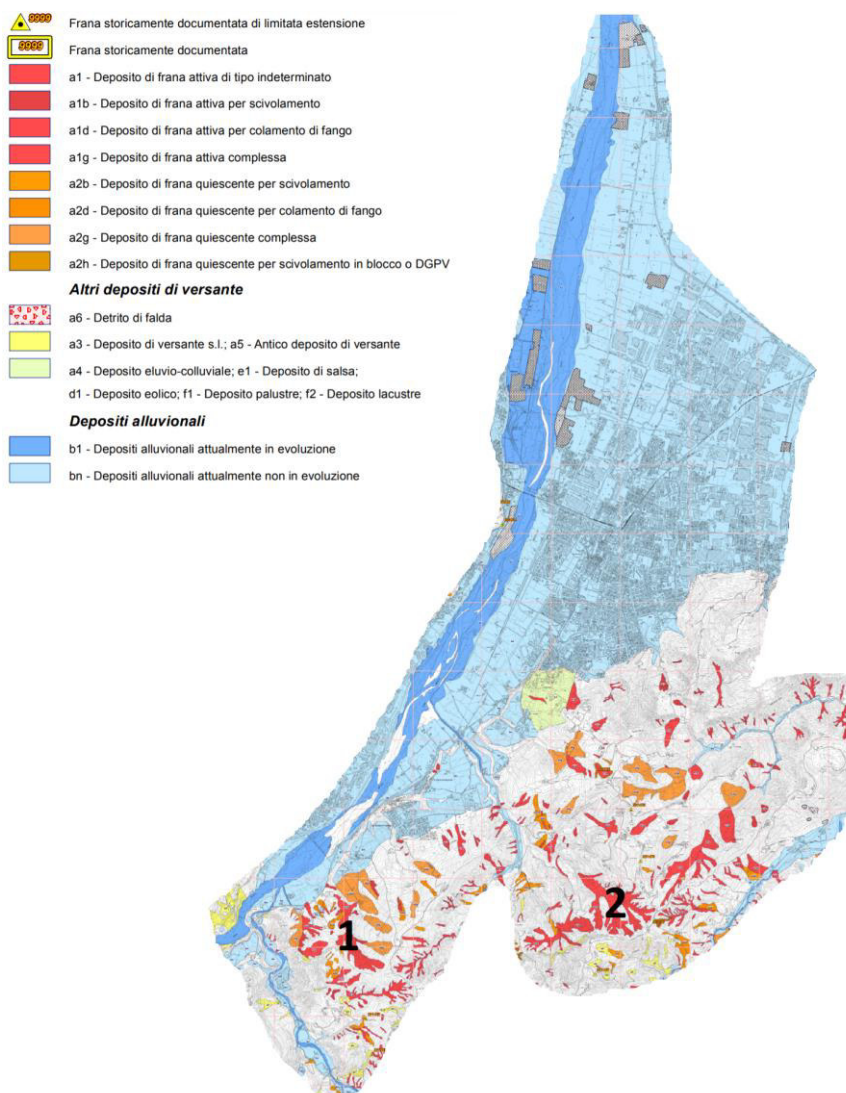 9999 Frana storicamente documentata di limitata estensione
9999 Frana storicamente documentata
a1 - Deposito di frana attiva di tipo indeterminato
a1b - Deposito di frana attiva per scivolamento
a1d - Deposito di frana attiva per colamento di fango
a1g - Deposito di frana attiva complessa
a2b - Deposito di frana quiescente per scivolamento
a2d - Deposito di frana quiescente per colamento di fango
a2g - Deposito di frana quiescente complessa
a2h - Deposito di frana quiescente per scivolamento in blocco o DGPV
Altri depositi di versante
a6 - Detrito di falda
a3 - Deposito di versante s.l.; a5 - Antico deposito di versante
a4 - Deposito eluvio-colluviale; e1 - Deposito di salsa;
d1 - Deposito eolico; f1 - Deposito palustre; f2 - Deposito lacustre
Depositi alluvionali
b1 - Depositi alluvionali attualmente in evoluzione
bn - Depositi alluvionali attualmente non in evoluzione
2
1